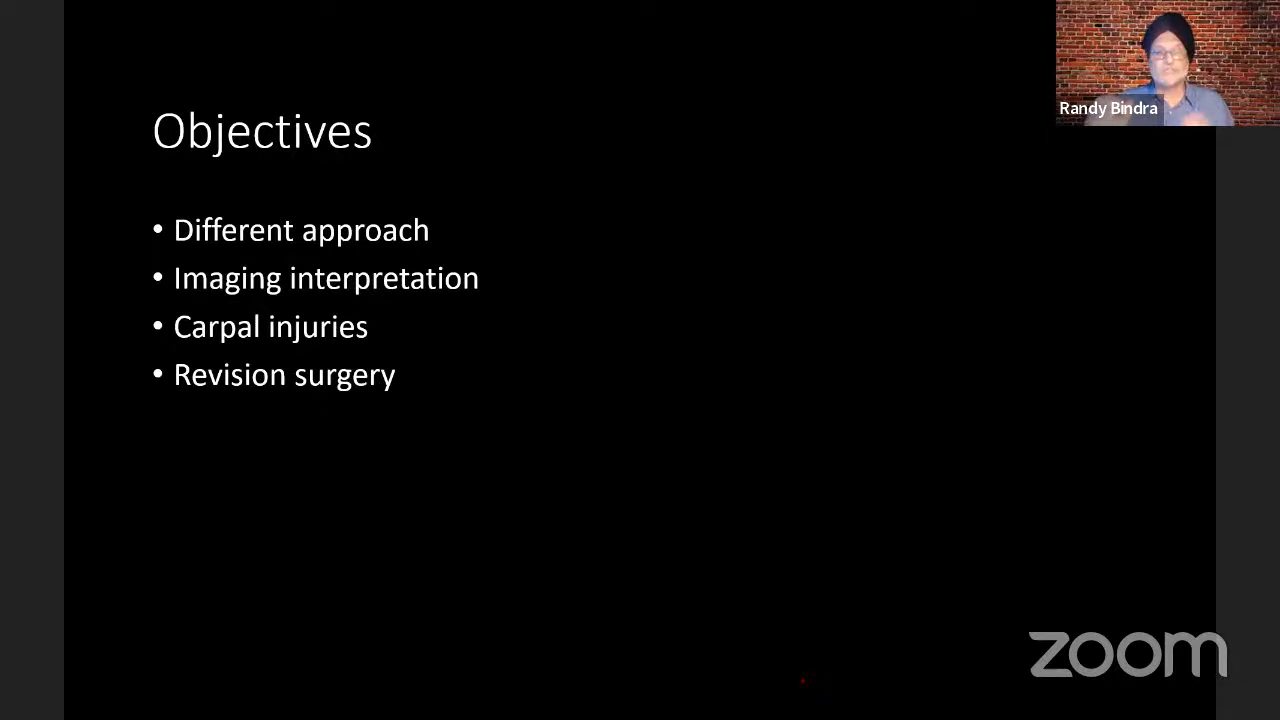 Randy Bindra
Objectives
• Different approach
• Imaging interpretation
• Carpal injuries
• Revision surgery
zoom